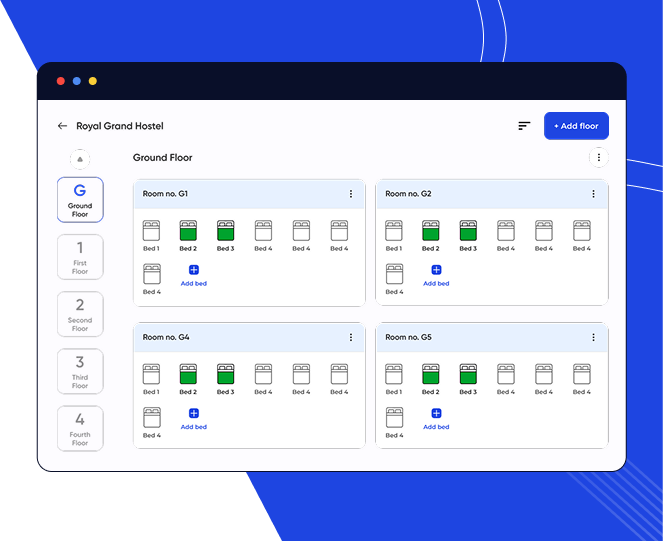 Royal Grand Hostel
+ Add floor
Ground Floor
G
Ground
Floor
1
First
Floor
2
Second
Floor
3
Third
Floor
4
Fourth
Floor
Room no. G1
Bed 1 Bed 2 Bed 3 Bed 4 Bed 4 Bed 4
Bed 4 Add bed
Room no. G2
Bed 1 Bed 2 Bed 3 Bed 4 Bed 4 Bed 4
Bed 4 Add bed
Room no. G4
Bed 1 Bed 2 Bed 3 Bed 4 Bed 4 Bed 4
Bed 4 Add bed
Room no. G5
Bed 1 Bed 2 Bed 3 Bed 4 Bed 4 Bed 4
Bed 4 Add bed